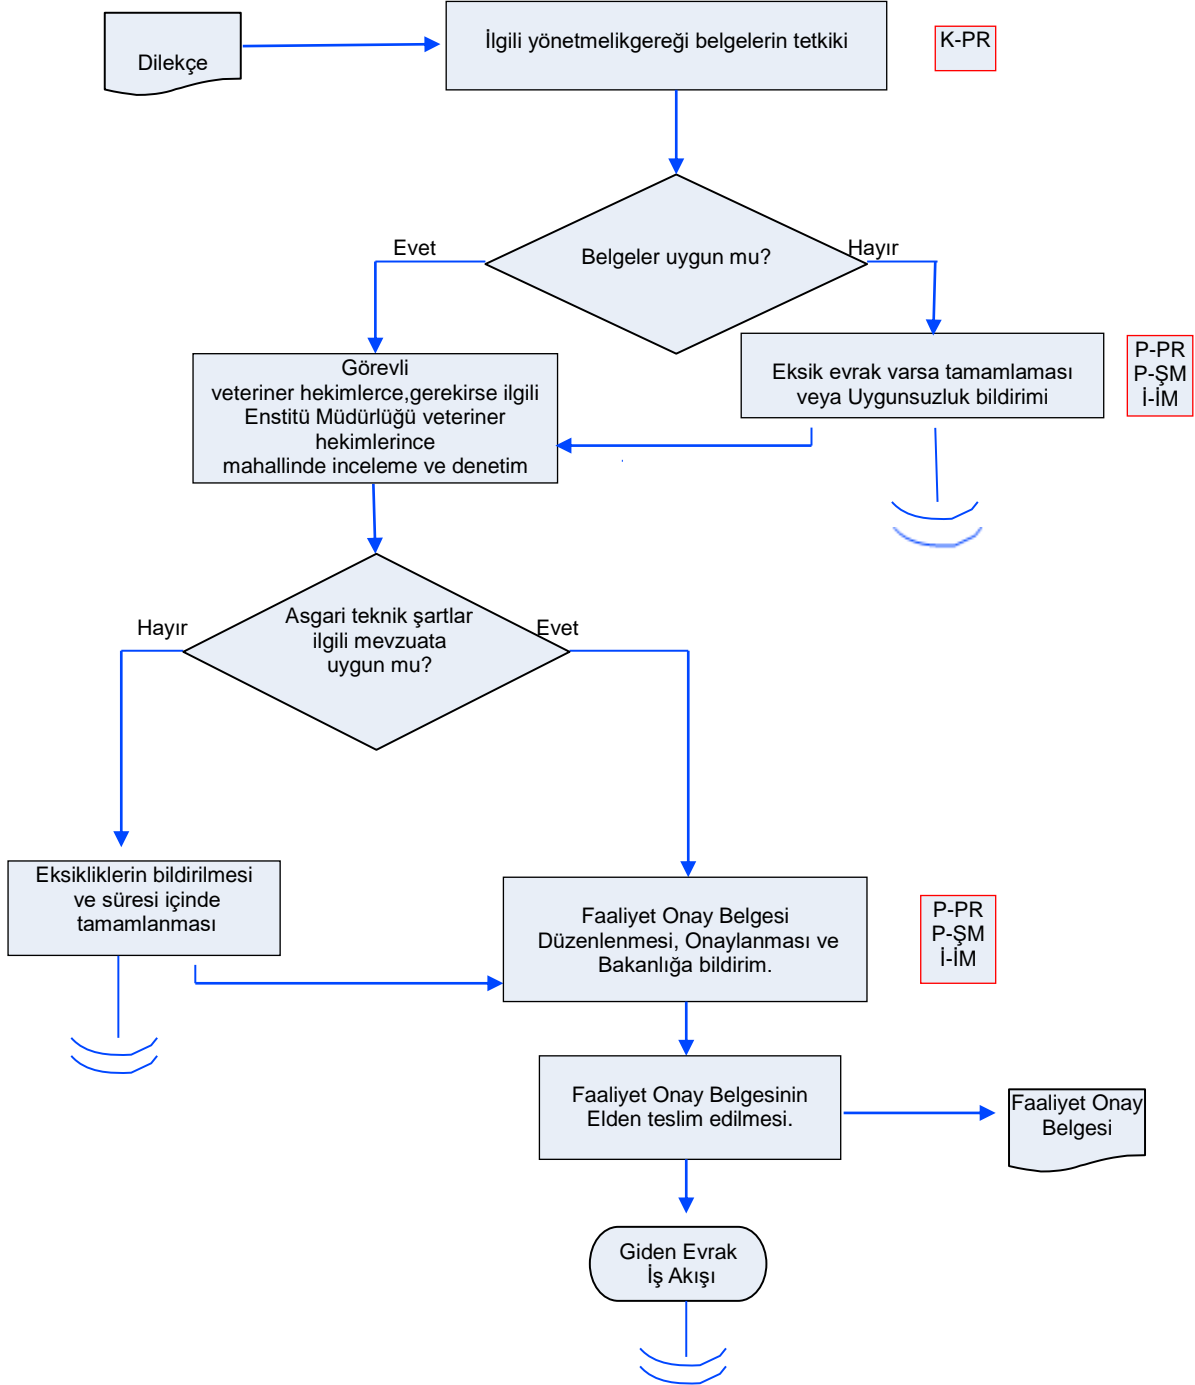 Dilekçe
İlgili yönetmelikgereği belgelerin tetkiki
K-PR
Belgeler uygun mu?
Evet
Hayır
Görevli
veteriner hekimlerce,gerekirse ilgili
Enstitü Müdürlüğü veteriner
hekimlerince
mahallinde inceleme ve denetim
Eksik evrak varsa tamamlaması
veya Uygunsuzluk bildirimi
P-PR
P-ŞM
İ-İM
Asgari teknik şartlar
ilgili mevzuata
uygun mu?
Hayır
Evet
Eksikliklerin bildirilmesi
ve süresi içinde
tamamlanması
Faaliyet Onay Belgesi
Düzenlenmesi, Onaylanması ve
Bakanlığa bildirim.
P-PR
P-ŞM
İ-İM
Faaliyet Onay Belgesinin
Elden teslim edilmesi.
Faaliyet Onay
Belgesi
Giden Evrak
İş Akışı